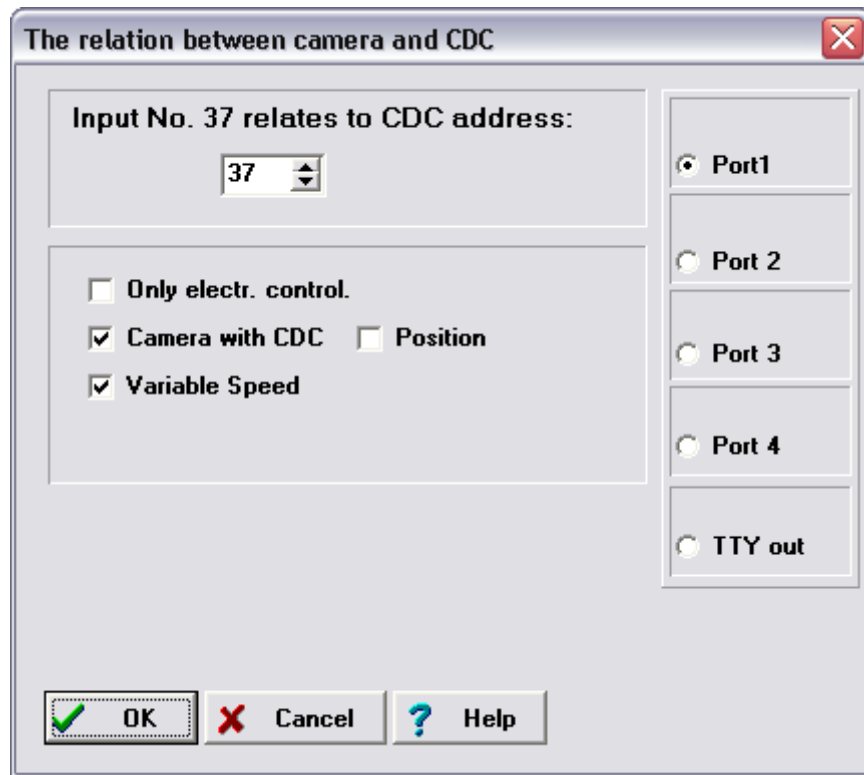 The relation between camera and CDC
Input No. 37 relates to CDC address:
37
Only electr. control.
Camera with CDC Position
Variable Speed
Port1
Port 2
Port 3
Port 4
TTY out
OK Cancel Help